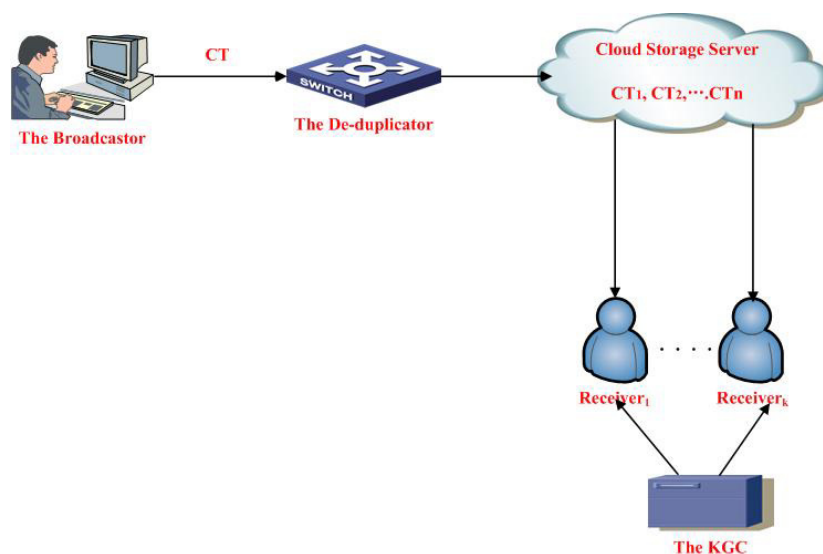 CT
SWITCH
The Broadcastor
The De-duplicator
Cloud Storage Server
CT1, CT2,····.CTn
Receiver1
· · · ·
Receiverk
The KGC